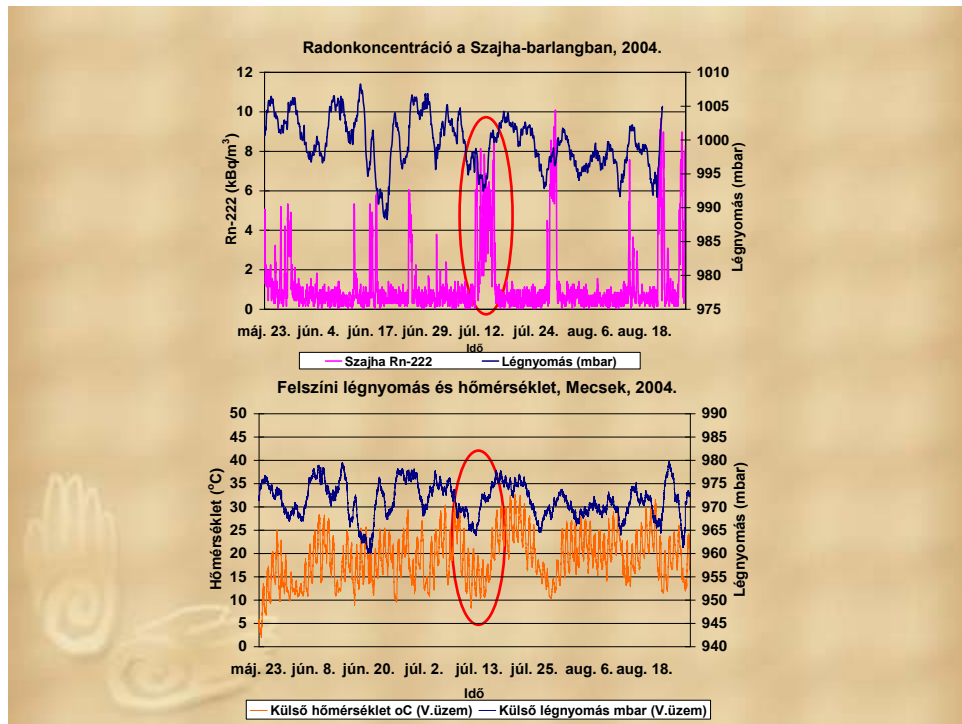 Radonkoncentráció a Szajha-barlangban, 2004.
12 1010
10 1005
8 1000
6 995
4 990
2 985
0 980
975
Rn-222 (kBq/m³)
Légnyomás (mbar)
máj. 23. jún. 4. jún. 17. jún. 29. júl. 12. júl. 24. aug. 6. aug. 18.
Idő
Szajha Rn-222 Légnyomás (mbar)
Felszíni légnyomás és hőmérséklet, Mecsek, 2004.
50 990
45 985
40 980
35 975
30 970
25 965
20 960
15 955
10 950
5 945
0 940
Hőmérséklet (°C)
Légnyomás (mbar)
máj. 23. jún. 8. jún. 20. júl. 2. júl. 13. júl. 25. aug. 6. aug. 18.
Idő
Külső hőmérséklet oC (V.üzem) Külső légnyomás mbar (V.üzem)